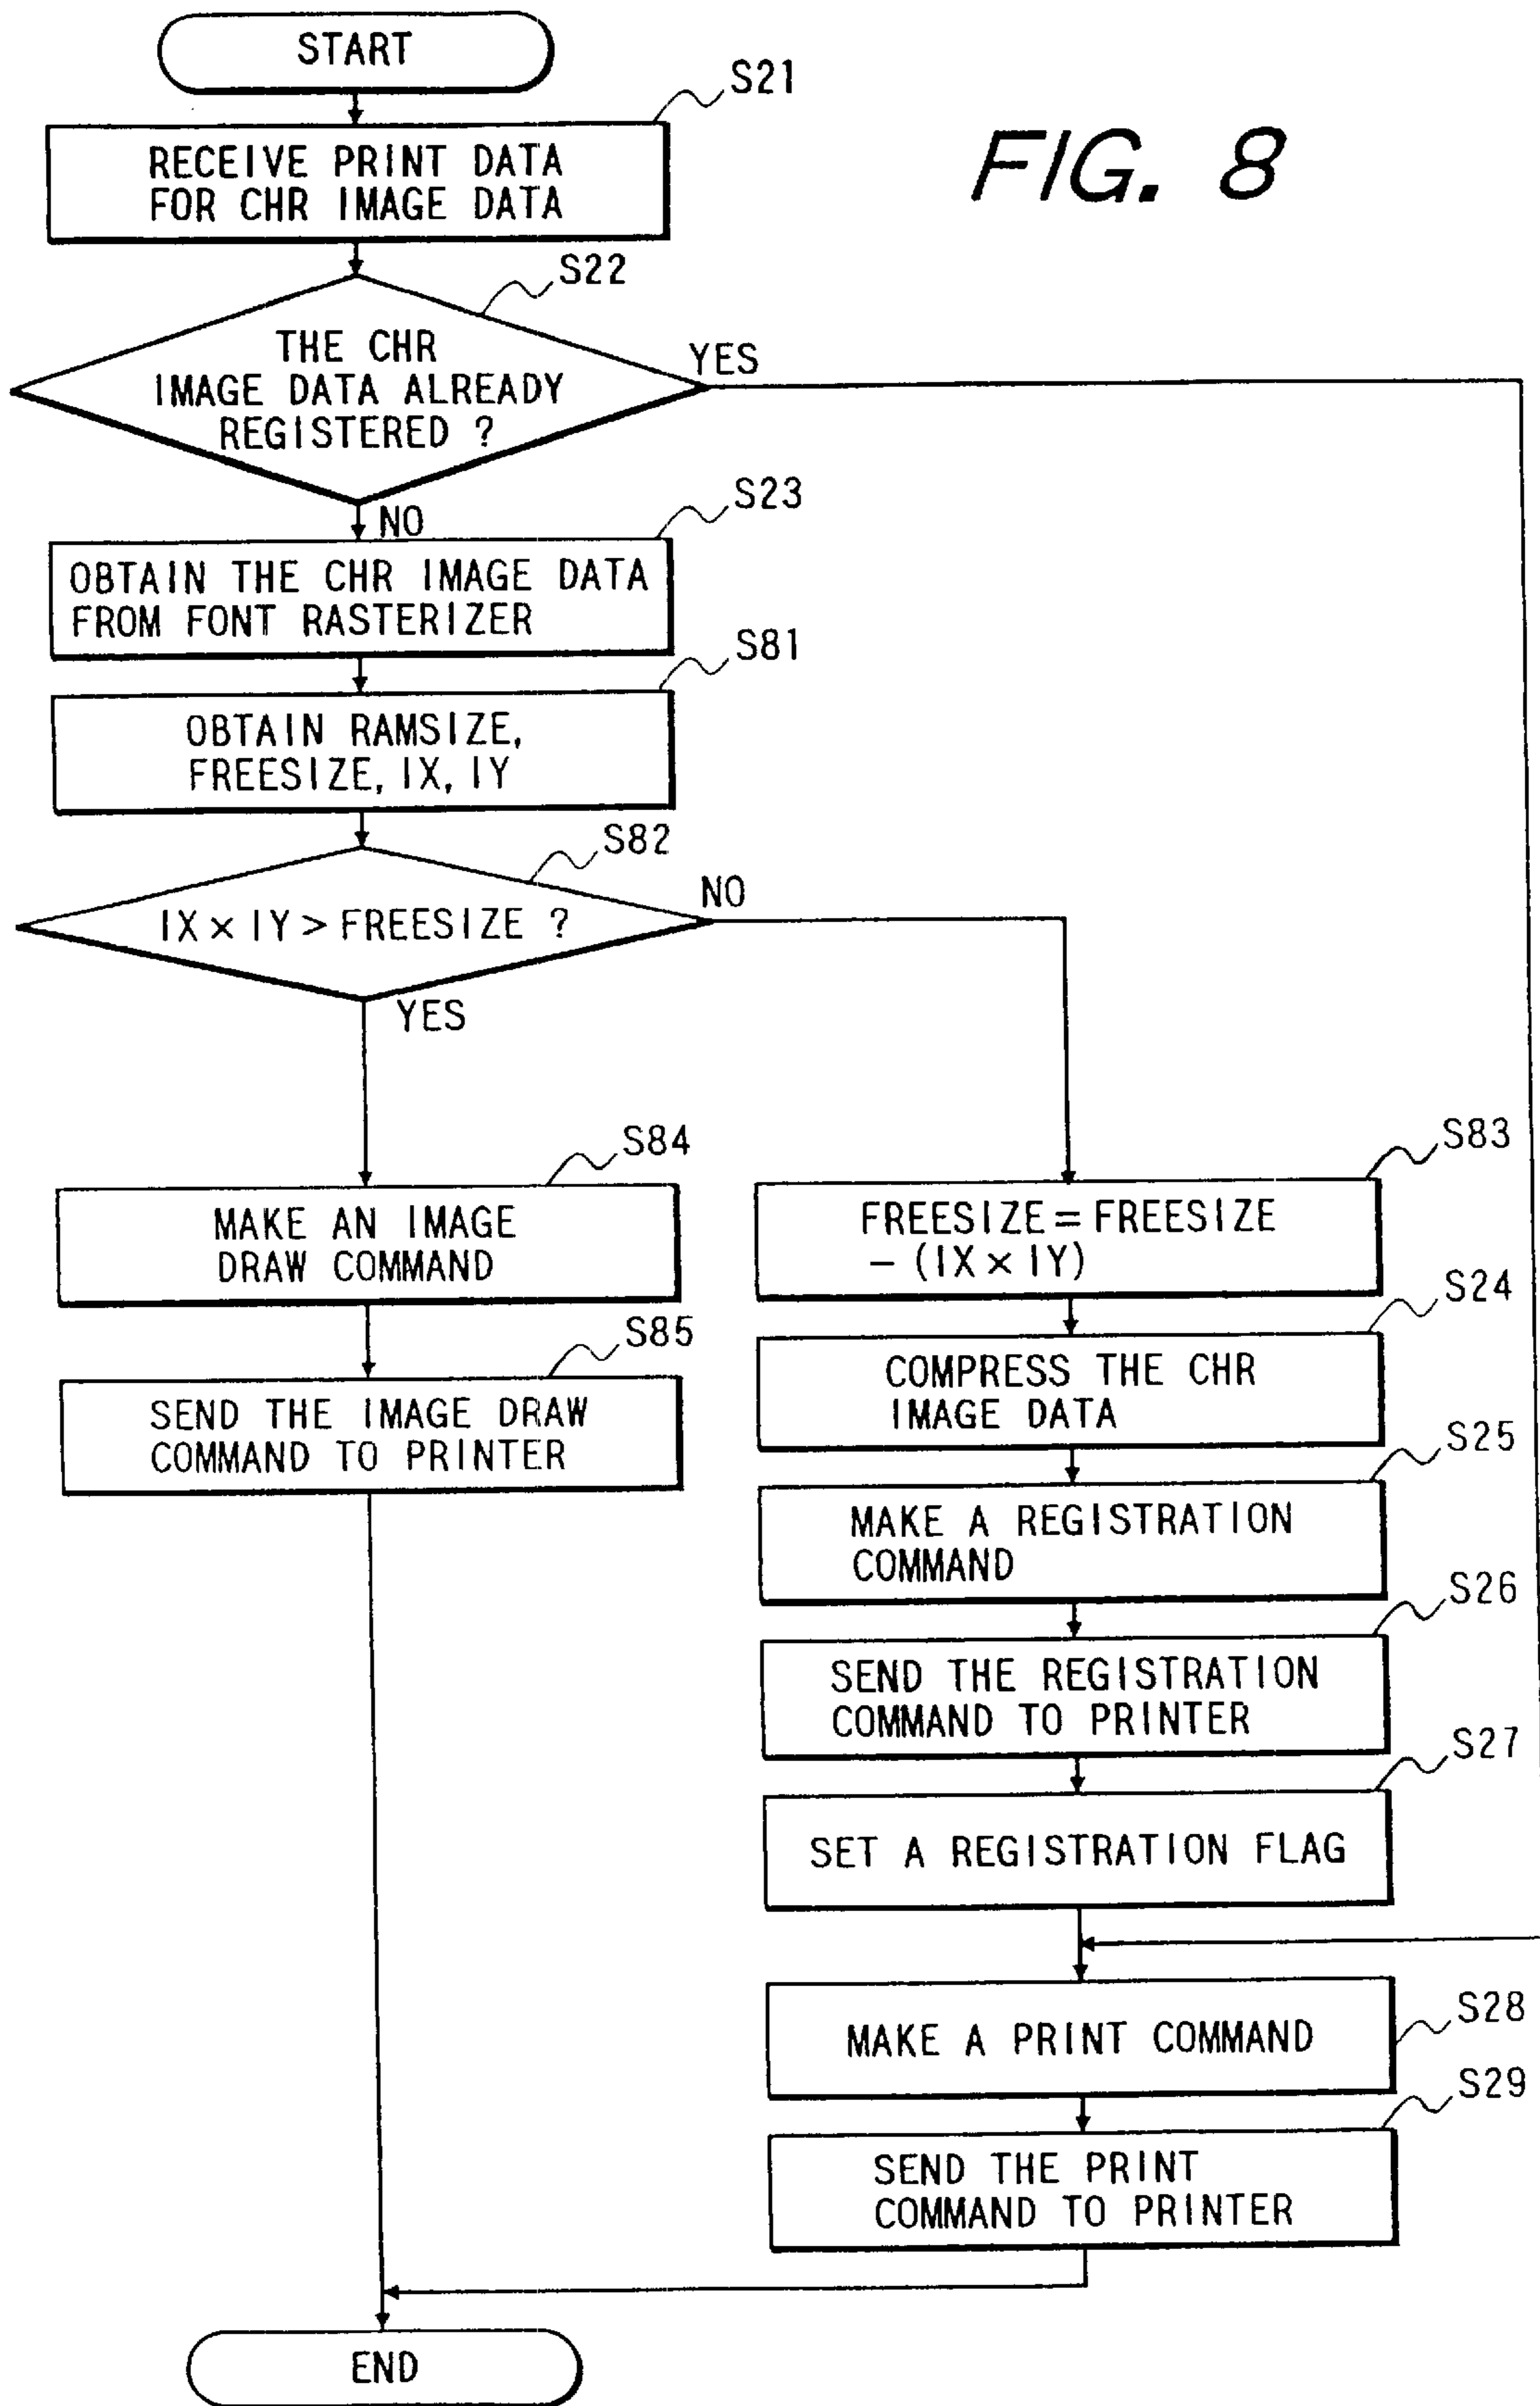 START
S21
RECEIVE PRINT DATA
FOR CHR IMAGE DATA
FIG. 8
S22
THE CHR
IMAGE DATA ALREADY
REGISTERED ?
YES
NO
S23
OBTAIN THE CHR IMAGE DATA
FROM FONT RASTERIZER
S81
OBTAIN RAMSIZE,
FREESIZE, IX, IY
S82
IX × IY > FREESIZE ?
NO
YES
S84
MAKE AN IMAGE
DRAW COMMAND
S85
SEND THE IMAGE DRAW
COMMAND TO PRINTER
S83
FREESIZE = FREESIZE
− (IX × IY)
S24
COMPRESS THE CHR
IMAGE DATA
S25
MAKE A REGISTRATION
COMMAND
S26
SEND THE REGISTRATION
COMMAND TO PRINTER
S27
SET A REGISTRATION FLAG
S28
MAKE A PRINT COMMAND
S29
SEND THE PRINT
COMMAND TO PRINTER
END